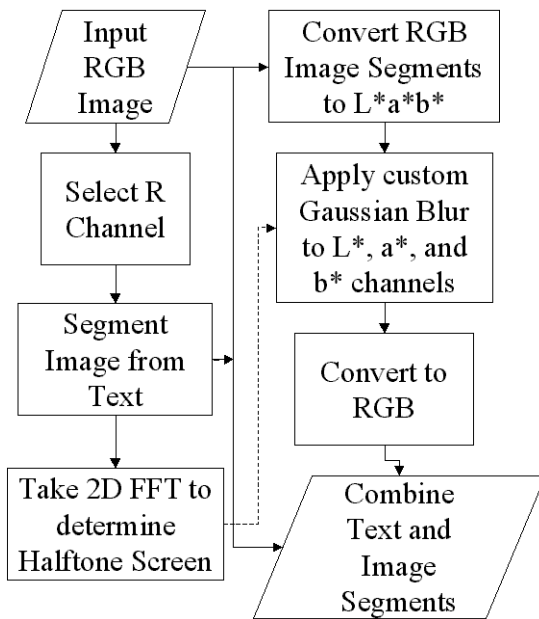 Input
RGB
Image
Select R
Channel
Segment
Image from
Text
Take 2D FFT to
determine
Halftone Screen
Convert RGB
Image Segments
to L*a*b*
Apply custom
Gaussian Blur
to L*, a*, and
b* channels
Convert to
RGB
Combine
Text and
Image
Segments